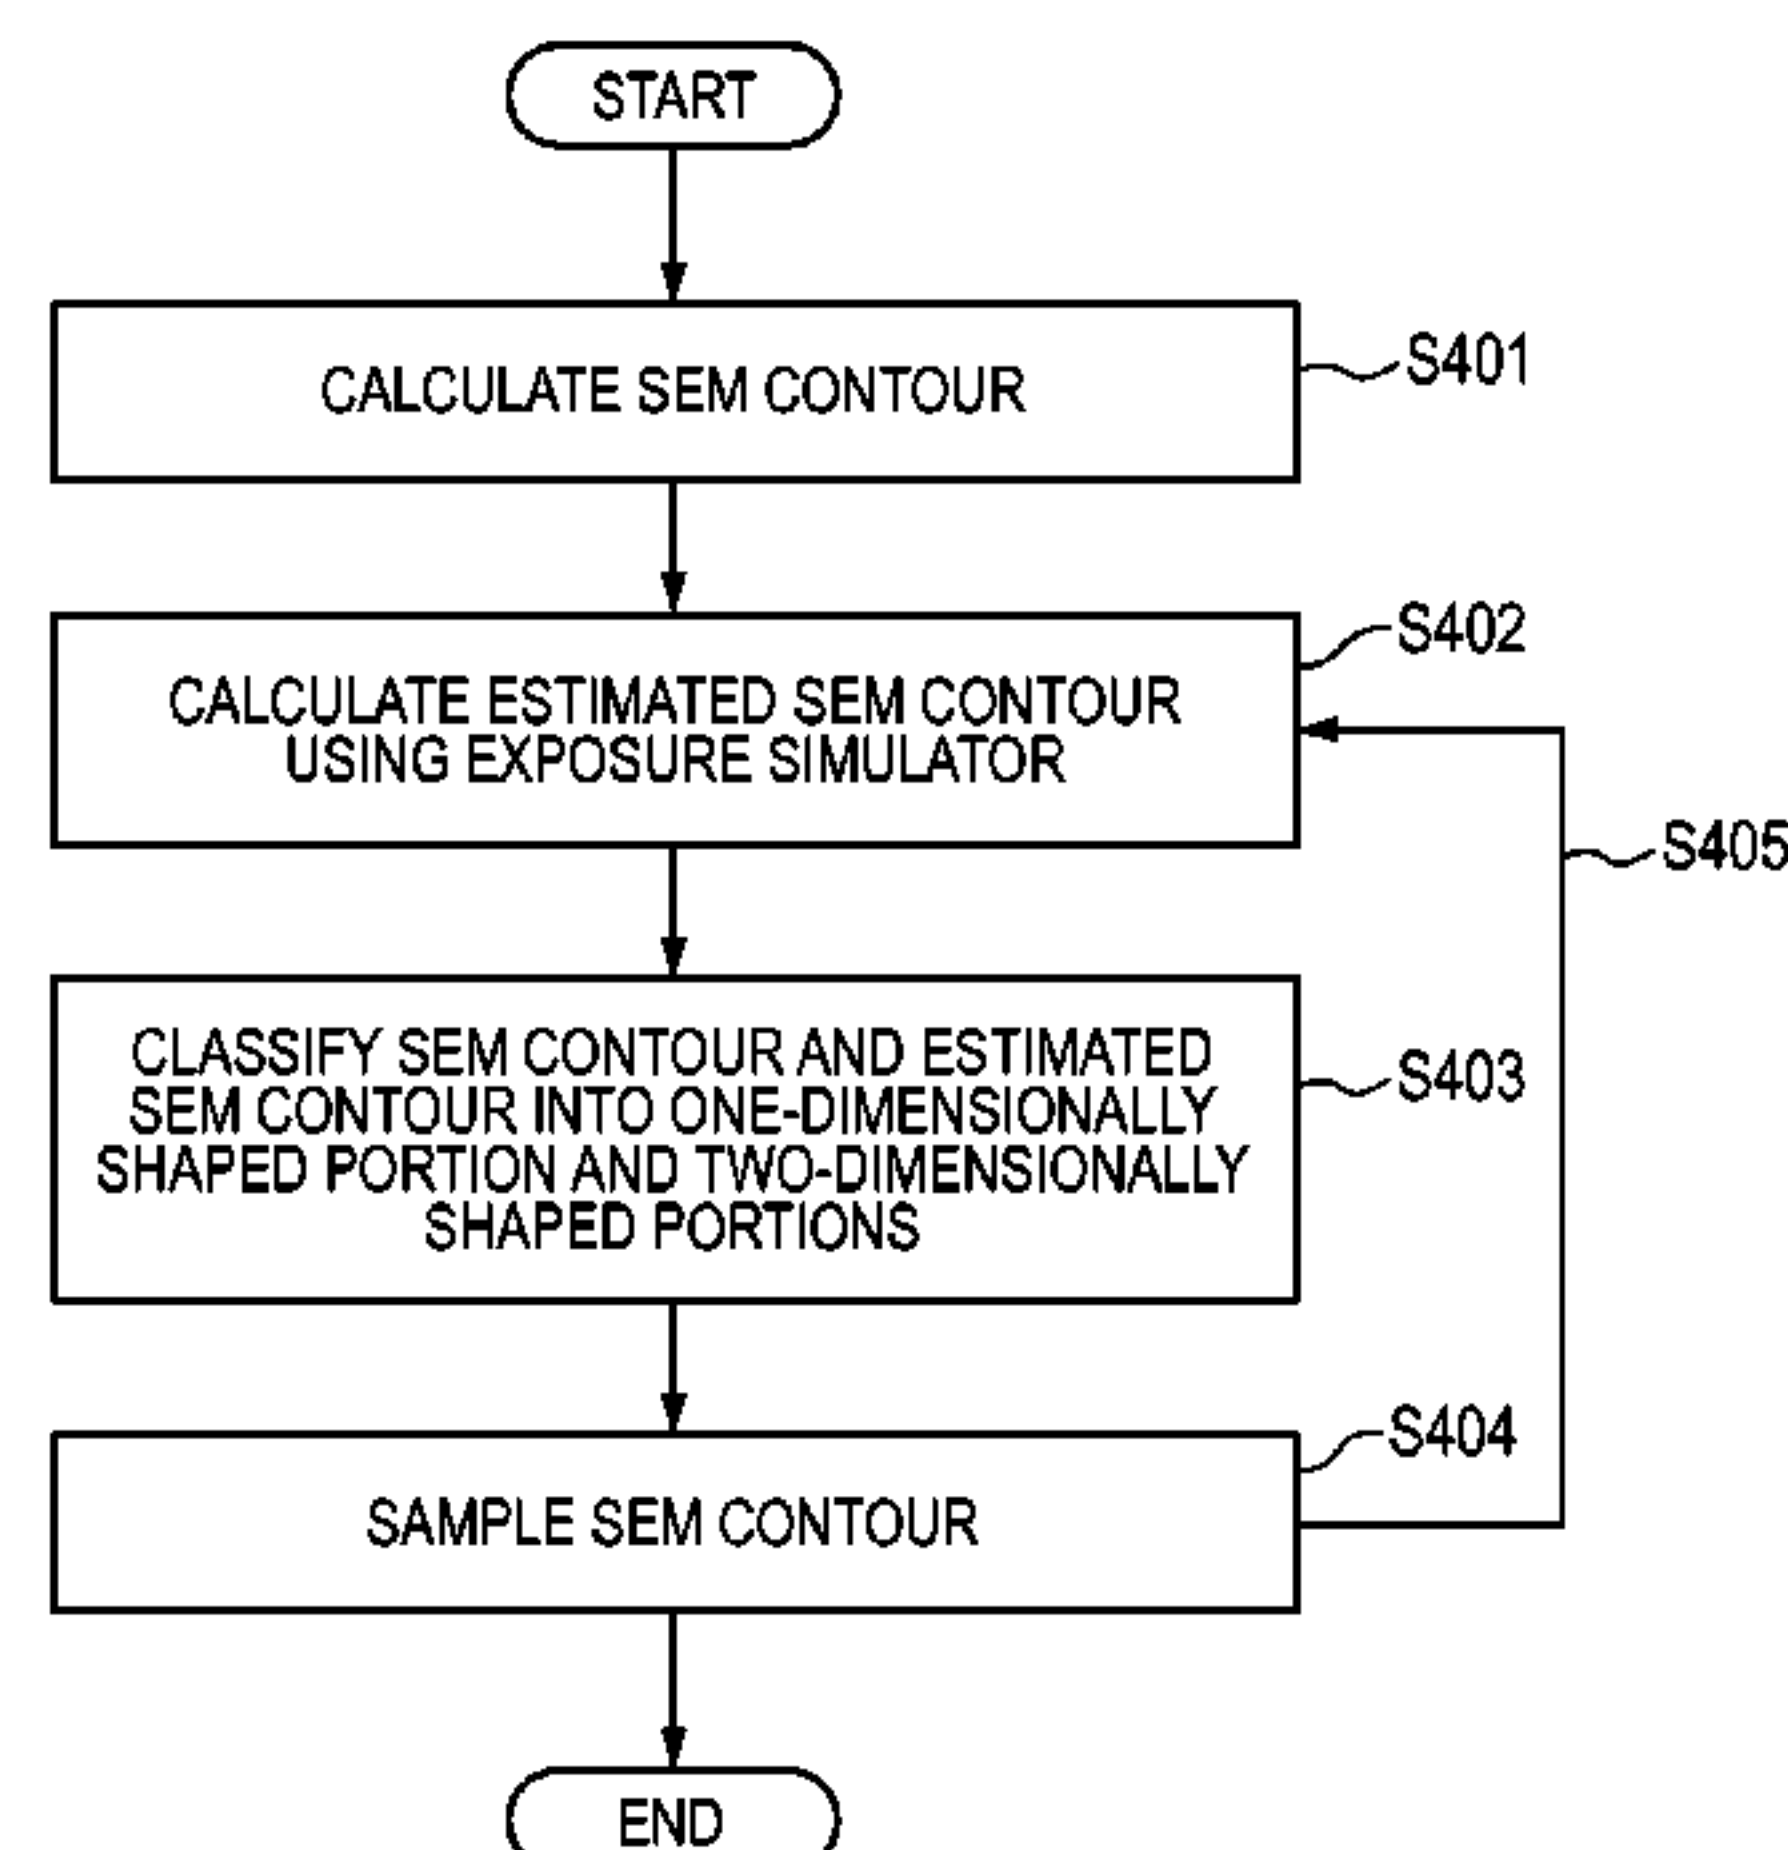 START
CALCULATE SEM CONTOUR
S401
CALCULATE ESTIMATED SEM CONTOUR
USING EXPOSURE SIMULATOR
S402
S405
CLASSIFY SEM CONTOUR AND ESTIMATED
SEM CONTOUR INTO ONE-DIMENSIONALLY
SHAPED PORTION AND TWO-DIMENSIONALLY
SHAPED PORTIONS
S403
SAMPLE SEM CONTOUR
S404
END